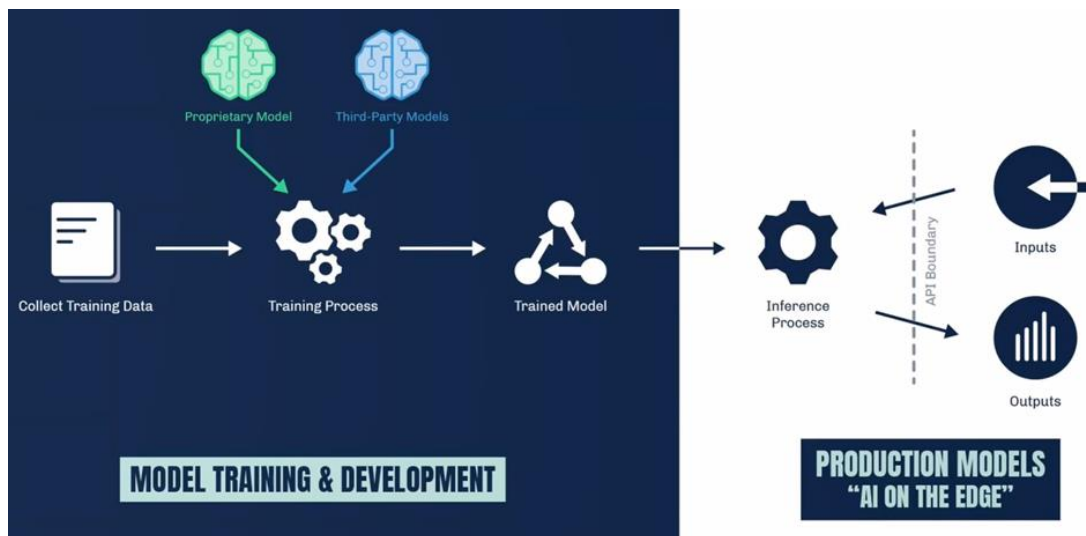 Proprietary Model
Third-Party Models
Collect Training Data
Training Process
Trained Model
Inference
Process
API Boundary
Inputs
Outputs
MODEL TRAINING & DEVELOPMENT
PRODUCTION MODELS
“AI ON THE EDGE”